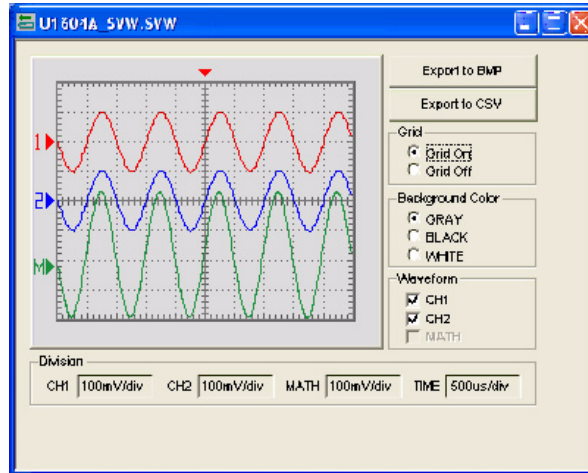 U1604A_SVW.SVW
Export to BMP
Export to CSV
Grid
Grid On
Grid Off
Background Color
GRAY
BLACK
WHITE
Waveform
CH1
CH2
MATH
1
2
M
Division
CH1 100mV/div CH2 100mV/div MATH 100mV/div TIME 500us/div